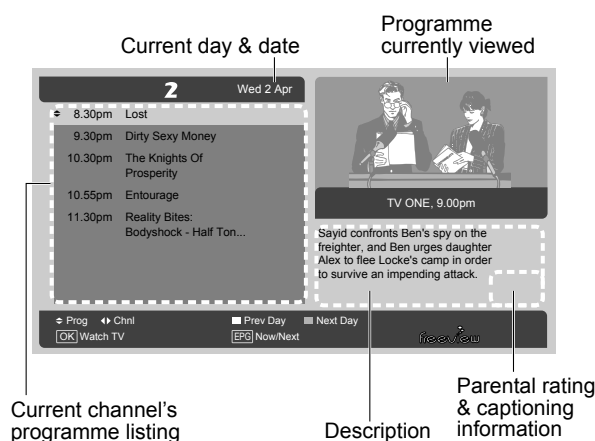 Current day & date
Programme
currently viewed
2
Wed 2 Apr
8.30pm Lost
9.30pm Dirty Sexy Money
10.30pm The Knights Of
Prosperity
10.55pm Entourage
11.30pm Reality Bites:
Bodyshock - Half Ton...
TV ONE, 9.00pm
Sayid confronts Ben's spy on the
freighter, and Ben urges daughter
Alex to flee Locke's camp in order
to survive an impending attack.
Prog Chnl Prev Day Next Day
OK Watch TV EPG Now/Next
freeview
Current channel's
programme listing
Description
Parental rating
& captioning
information